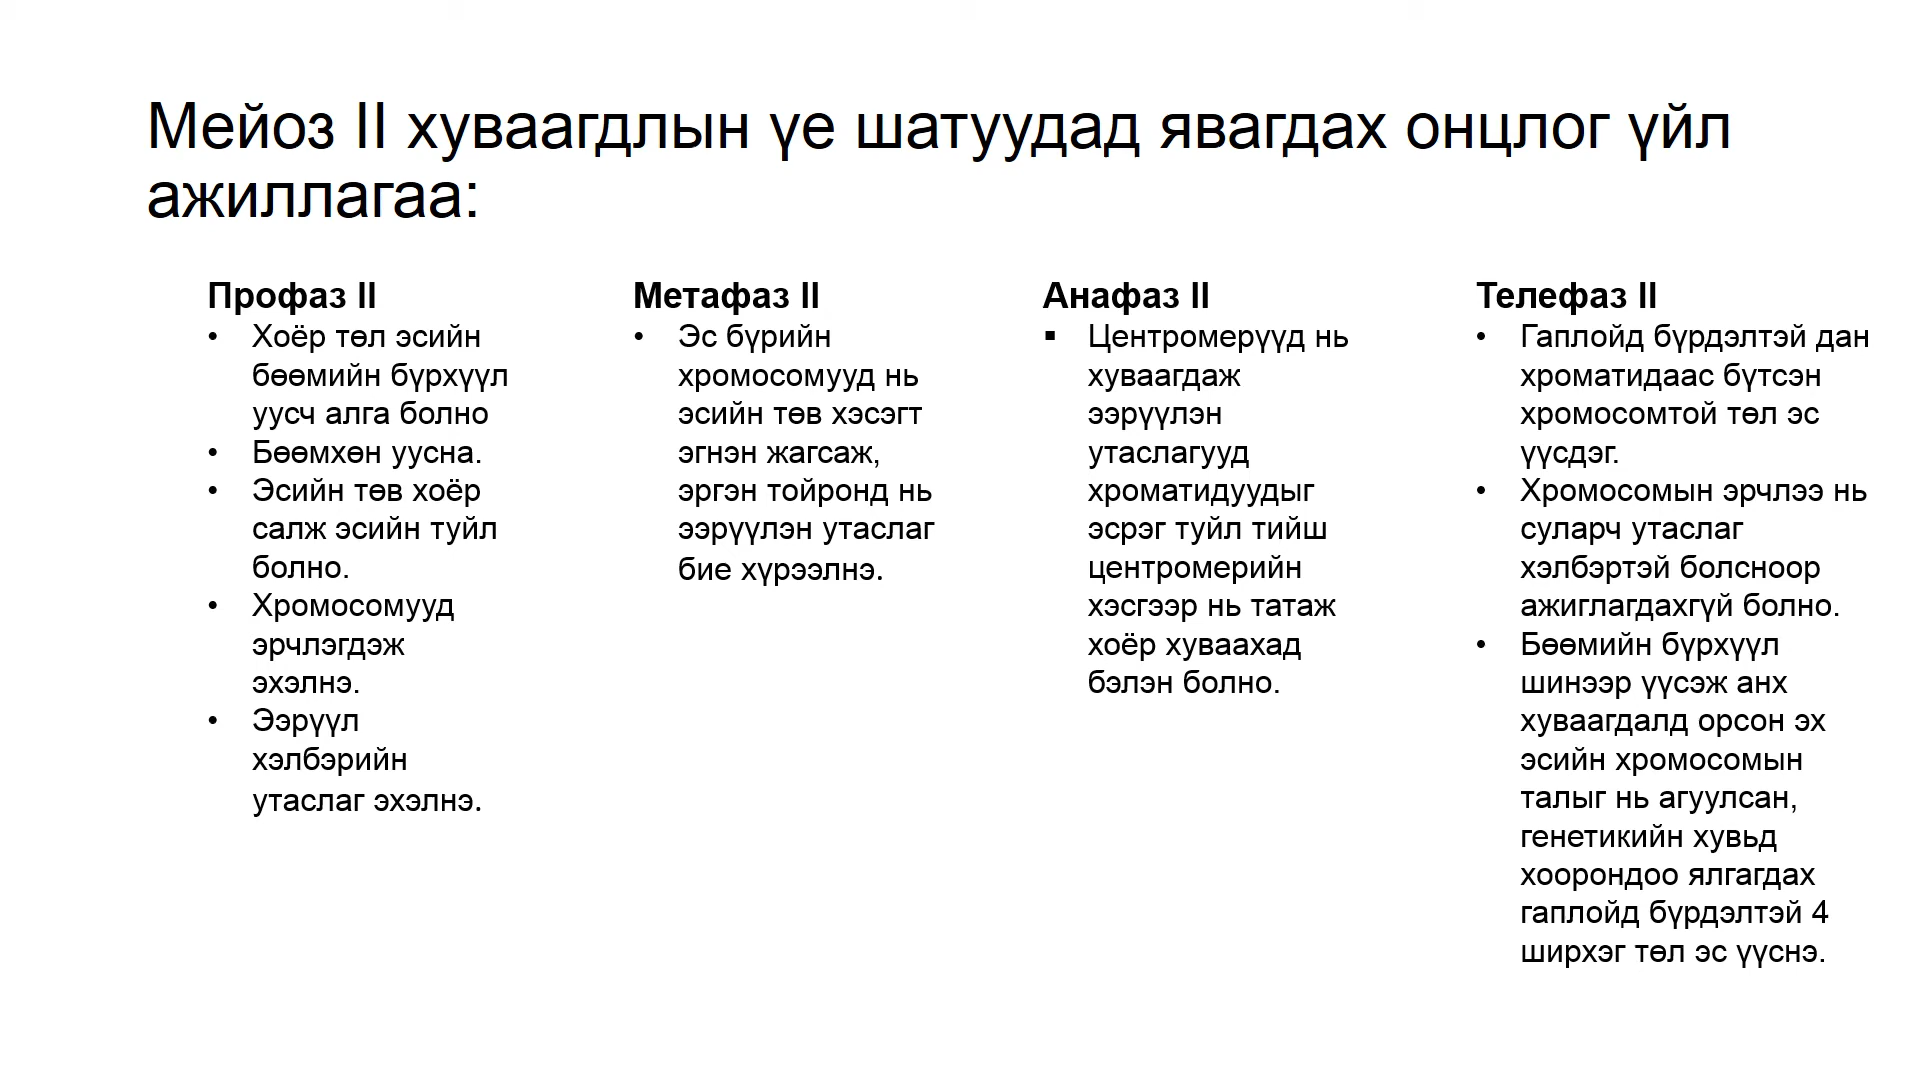 Мейоз II хуваагдлын үе шатуудад явагдах онцлог үйл
ажиллагаа:
Профаз II
• Хоёр төл эсийн
бөөмийн бүрхүүл
уусч алга болно
• Бөөмхөн уусна.
• Эсийн төв хоёр
салж эсийн туйл
болно.
• Хромосомууд
эрчлэгдэж
эхэлнэ.
• Ээрүүл
хэлбэрийн
утаслаг эхэлнэ.
Метафаз II
• Эс бүрийн
хромосомууд нь
эсийн төв хэсэгт
эгнэн жагсаж,
эргэн тойронд нь
ээрүүлэн утаслаг
бие хүрээлнэ.
Анафаз II
▪ Центромерүүд нь
хуваагдаж
ээрүүлэн
утаслагууд
хроматидуудыг
эсрэг туйл тийш
центромерийн
хэсгээр нь татаж
хоёр хуваахад
бэлэн болно.
Телефаз II
• Гаплойд бүрдэлтэй дан
хроматидаас бүтсэн
хромосомтой төл эс
үүсдэг.
• Хромосомын эрчлээ нь
суларч утаслаг
хэлбэртэй болсноор
ажиглагдахгүй болно.
• Бөөмийн бүрхүүл
шинээр үүсэж анх
хуваагдалд орсон эх
эсийн хромосомын
талыг нь агуулсан,
генетикийн хувьд
хоорондоо ялгагдах
гаплойд бүрдэлтэй 4
ширхэг төл эс үүснэ.